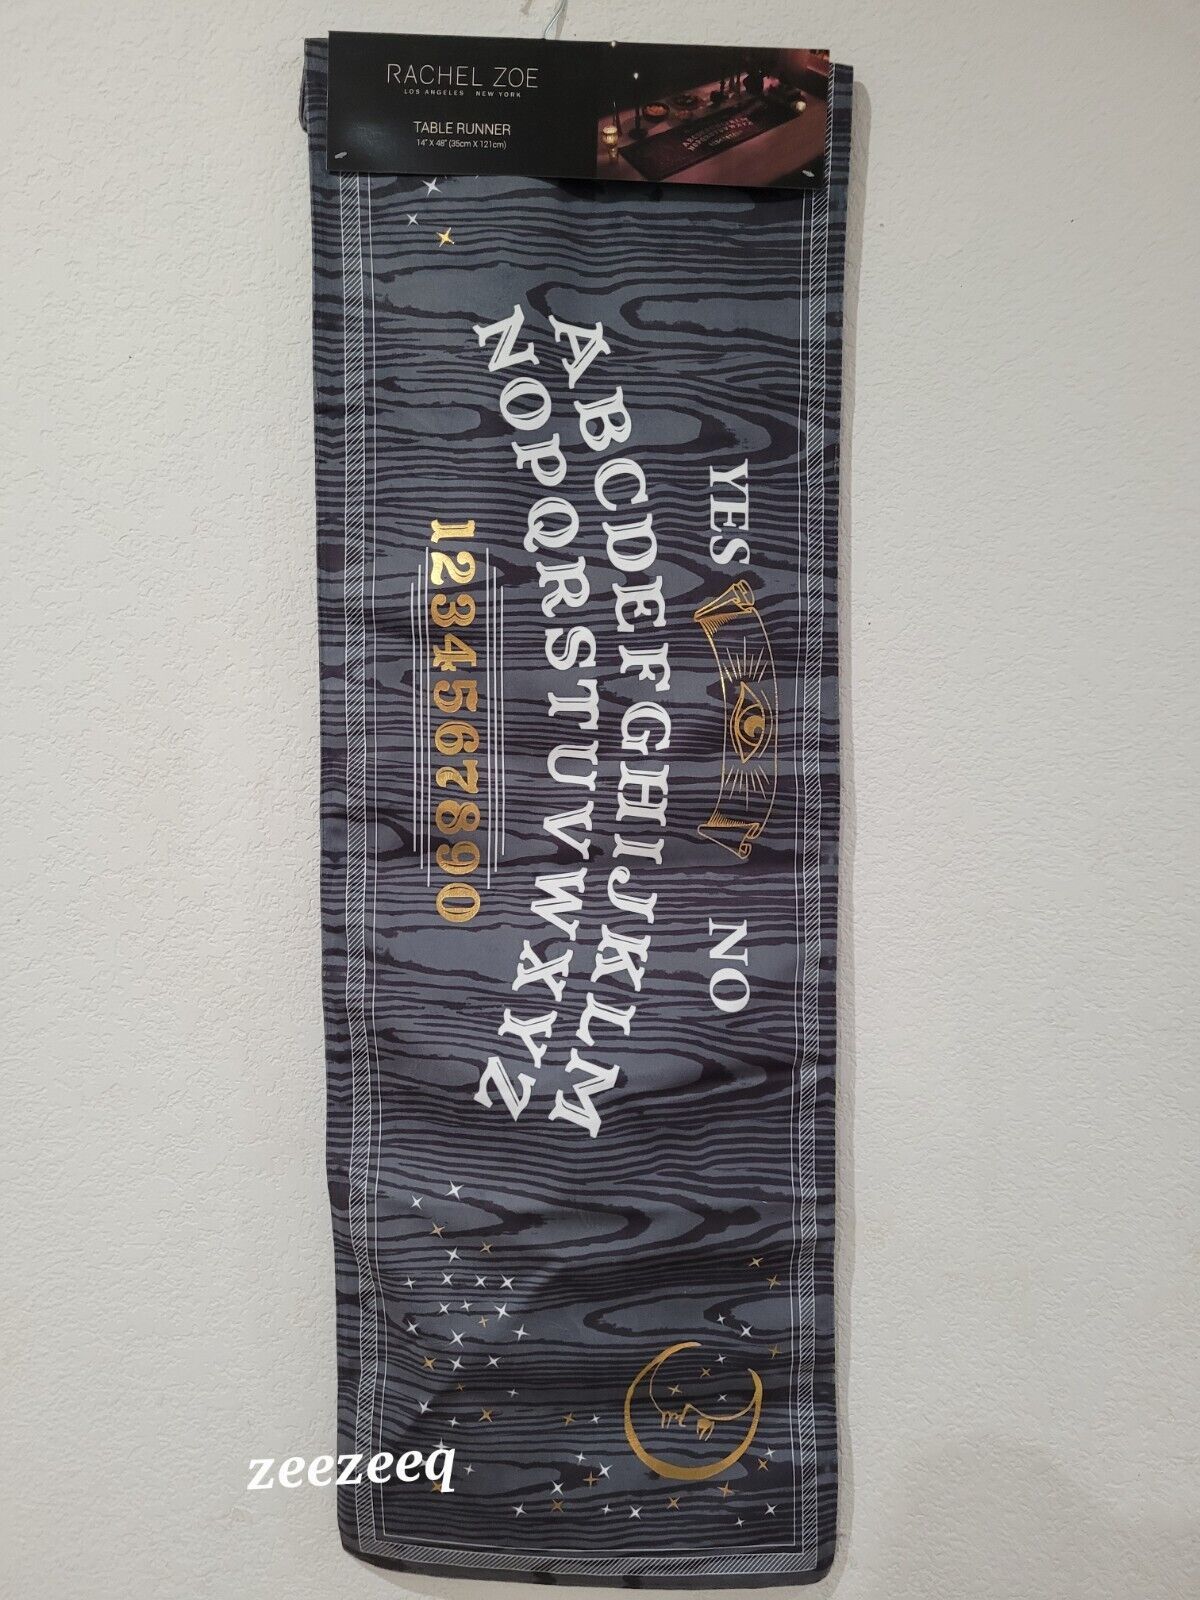 RACHEL ZOE
LOS ANGELES NEW YORK
TABLE RUNNER
14" X 48" (35cm X 121cm)
YES NO
ABCDEFGHIJKLM
NOPQRSTUVWXYZ
1234567890
zeezeeq